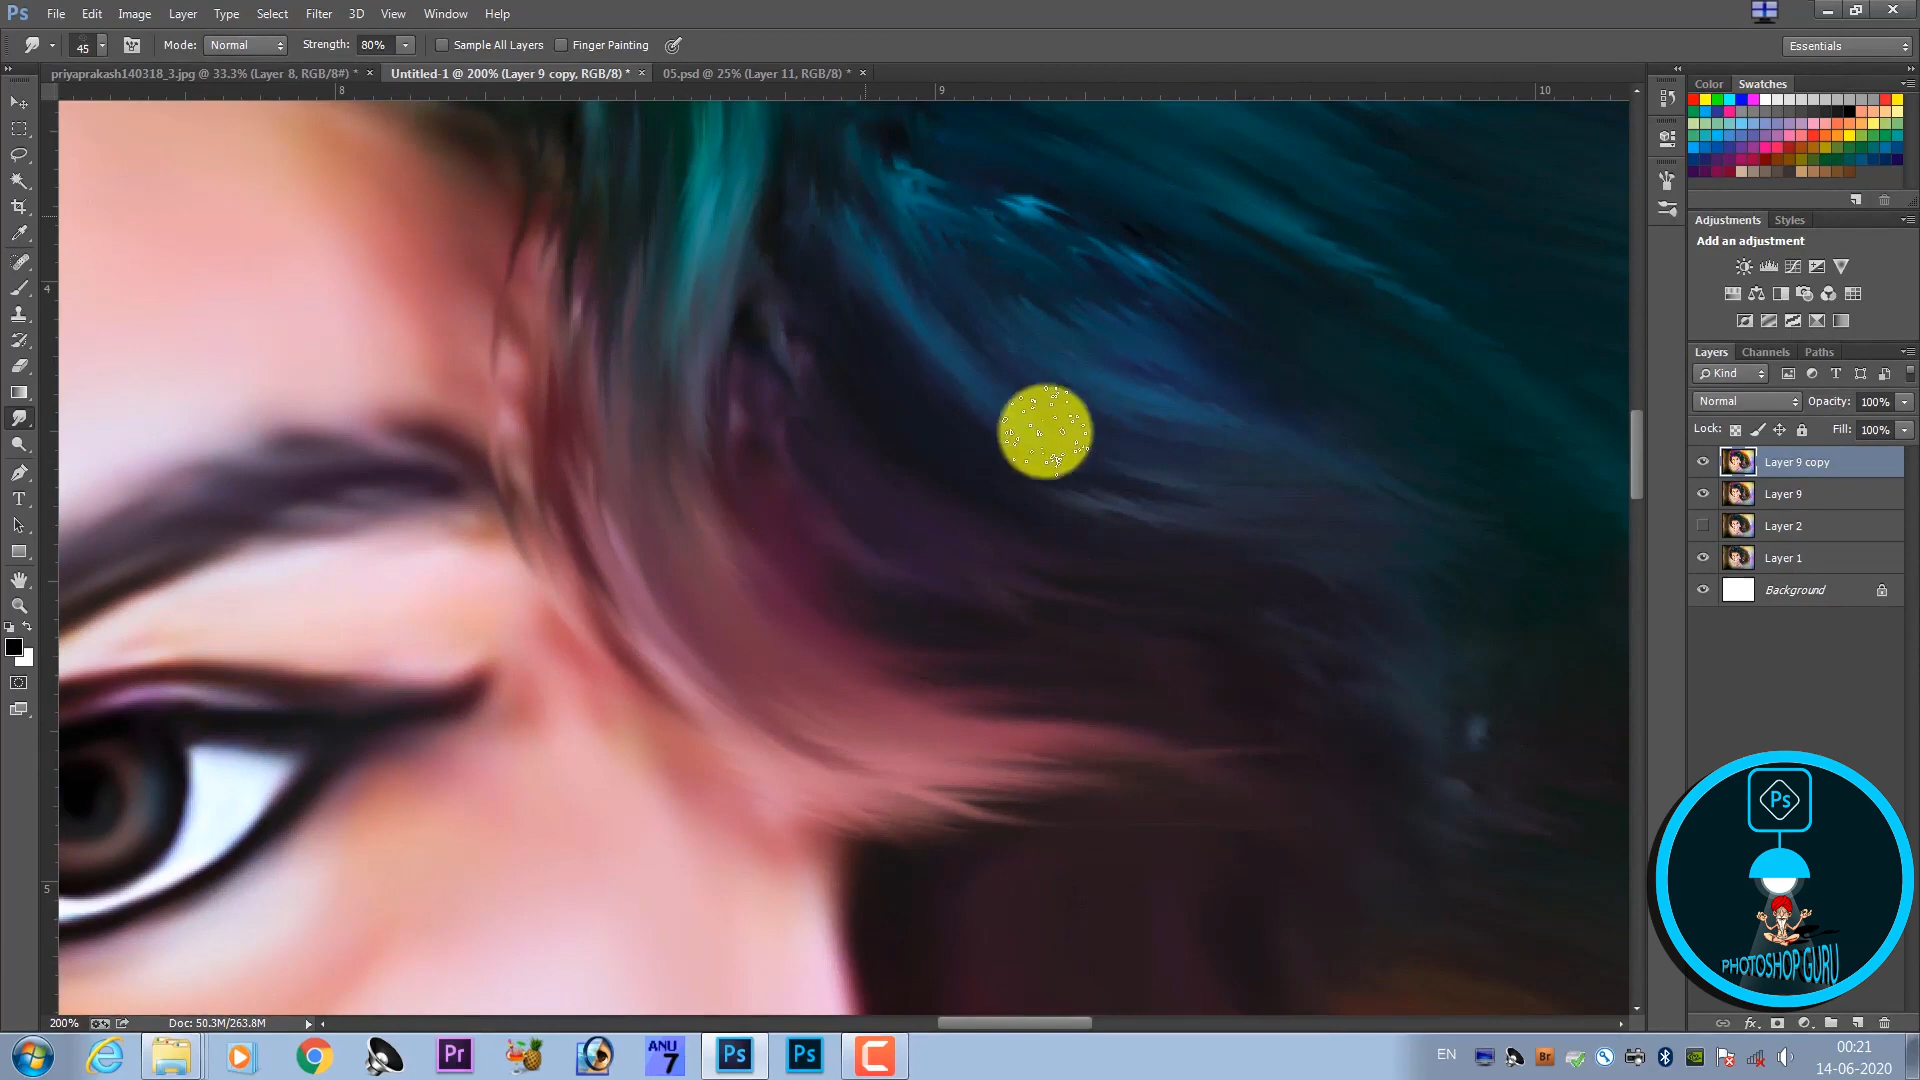 Ps File Edit Image Layer Type Select Filter 3D View Window Help
45 Mode: Normal Strength: 80% Sample All Layers Finger Painting Essentials
priyaprakash140318_3.jpg @ 33.3% (Layer 8, RGB/8#) * × Untitled-1 @ 200% (Layer 9 copy, RGB/8) * × 05.psd @ 25% (Layer 11, RGB/8) * ×
8 9 10
4
5
Color Swatches
Adjustments Styles
Add an adjustment
Layers Channels Paths
Kind
Normal Opacity: 100%
Lock: Fill: 100%
Layer 9 copy
Layer 9
Layer 2
Layer 1
Background
Ps
PHOTOSHOP GURU
200% Doc: 50.3M/263.8M
Pr ANU 7 Ps Ps C
EN Br 00:21
14-06-2020